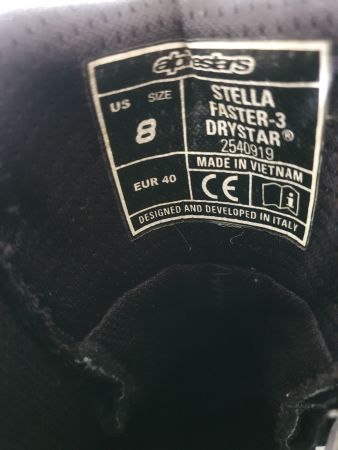 alpinestars
US SIZE
8
EUR 40
STELLA
FASTER-3
DRYSTAR®
2540919
MADE IN VIETNAM
CE
i
DESIGNED AND DEVELOPED IN ITALY